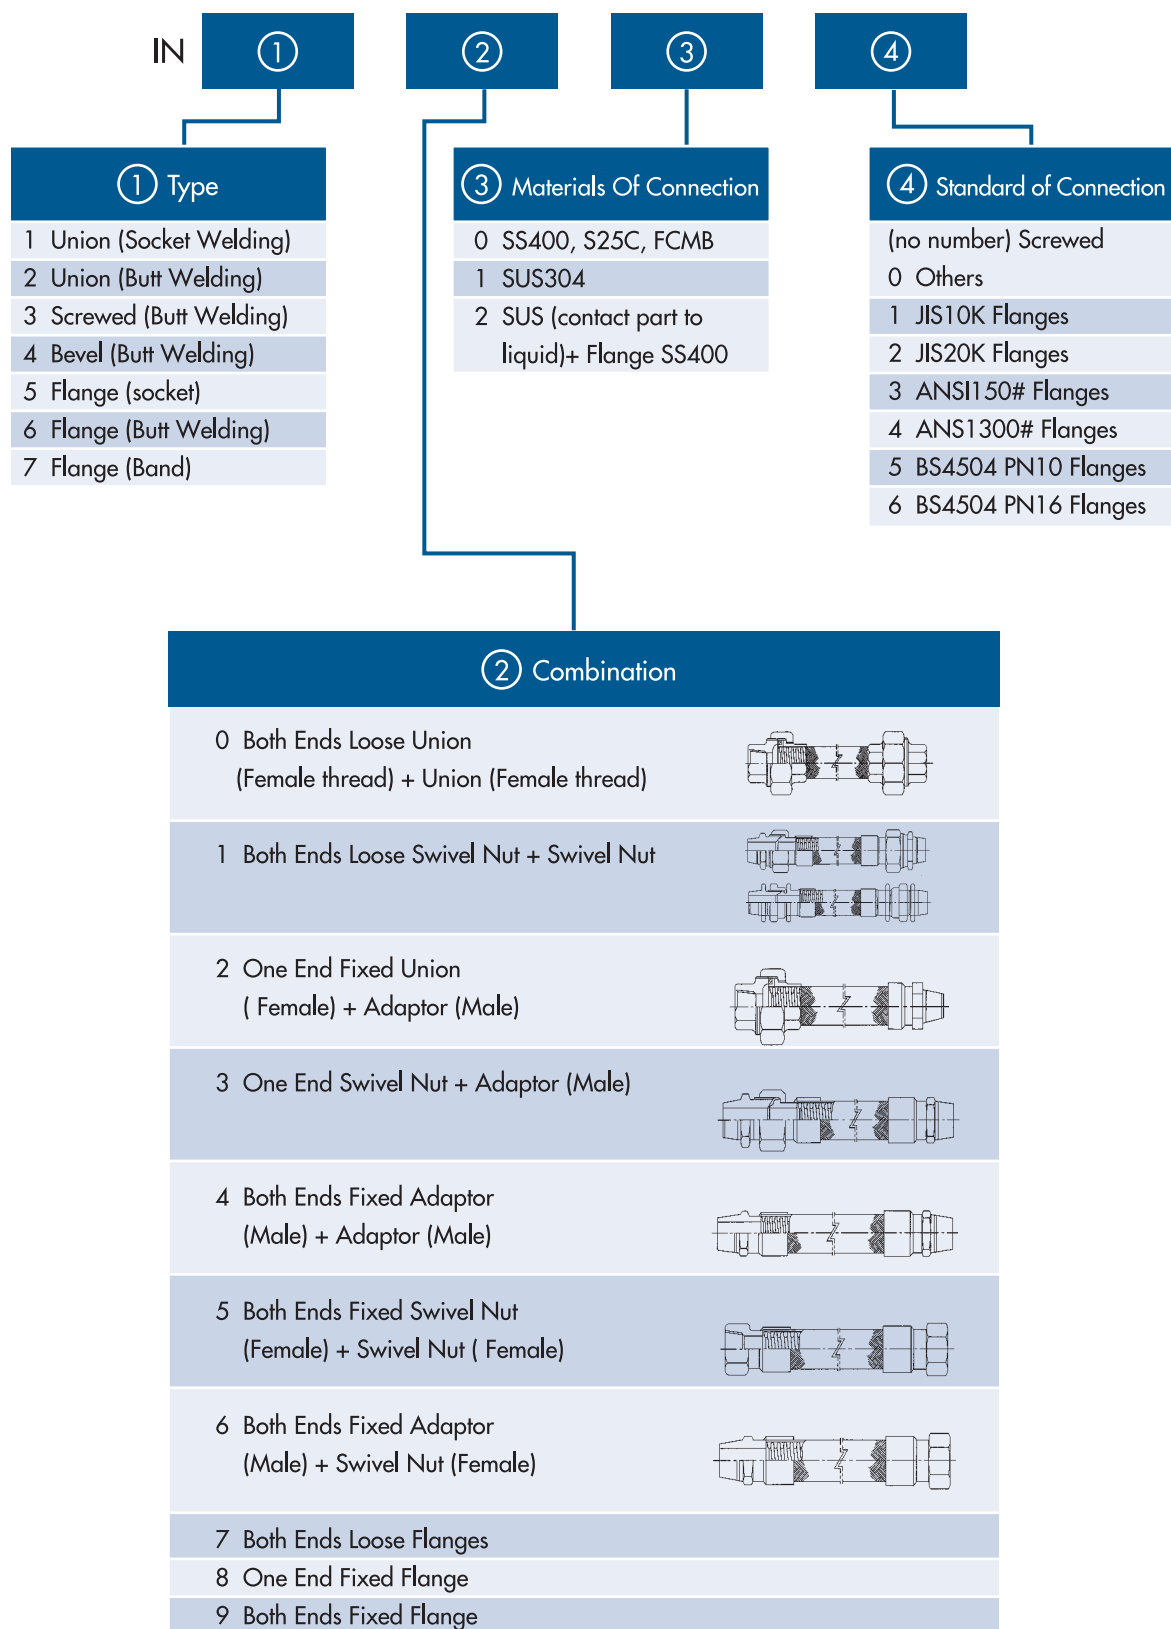 IN 1 2 3 4
1 Type
1 Union (Socket Welding)
2 Union (Butt Welding)
3 Screwed (Butt Welding)
4 Bevel (Butt Welding)
5 Flange (socket)
6 Flange (Butt Welding)
7 Flange (Band)
3 Materials Of Connection
0 SS400, S25C, FCMB
1 SUS304
2 SUS (contact part to
liquid)+ Flange SS400
4 Standard of Connection
(no number) Screwed
0 Others
1 JIS10K Flanges
2 JIS20K Flanges
3 ANSI150# Flanges
4 ANS1300# Flanges
5 BS4504 PN10 Flanges
6 BS4504 PN16 Flanges
2 Combination
0 Both Ends Loose Union
(Female thread) + Union (Female thread)
1 Both Ends Loose Swivel Nut + Swivel Nut
2 One End Fixed Union
( Female) + Adaptor (Male)
3 One End Swivel Nut + Adaptor (Male)
4 Both Ends Fixed Adaptor
(Male) + Adaptor (Male)
5 Both Ends Fixed Swivel Nut
(Female) + Swivel Nut ( Female)
6 Both Ends Fixed Adaptor
(Male) + Swivel Nut (Female)
7 Both Ends Loose Flanges
8 One End Fixed Flange
9 Both Ends Fixed Flange